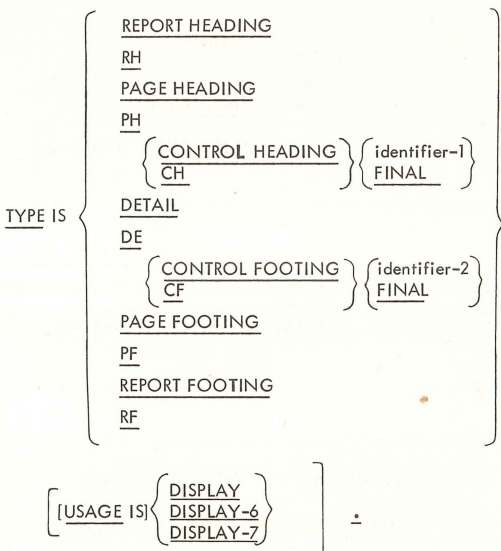 REPORT HEADING
RH
PAGE HEADING
PH
CONTROL HEADING identifier-1
CH FINAL
TYPE IS DETAIL
DE
CONTROL FOOTING identifier-2
CF FINAL
PAGE FOOTING
PF
REPORT FOOTING
RF
[[USAGE IS] DISPLAY
DISPLAY-6
DISPLAY-7] .